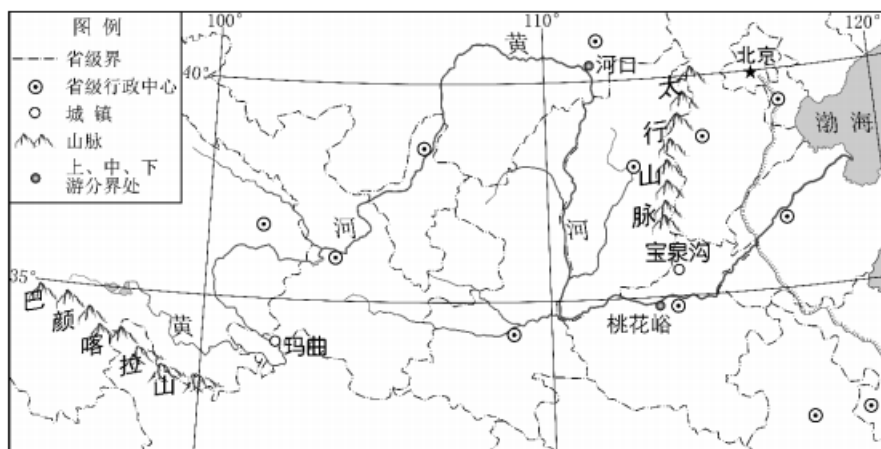 图 例
省级界
省级行政中心
城 镇
山脉
上、中、下
游分界处
100°
110°
120°
40°
35°
黄
河
河
黄
河口
北京
渤 海
太
行
山
脉
宝泉沟
桃花峪
玛曲
巴
颜
喀
拉
山